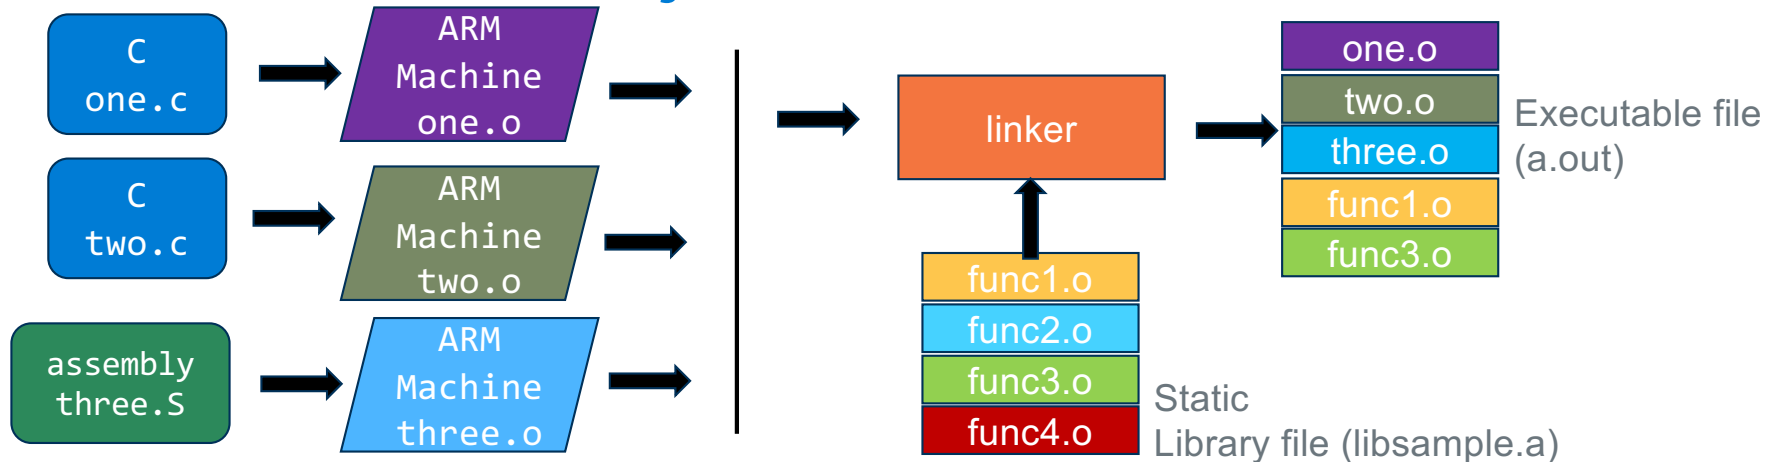 C
one.c
ARM
Machine
one.o
C
two.c
ARM
Machine
two.o
assembly
three.S
ARM
Machine
three.o
linker
func1.o
func2.o
func3.o
func4.o
Static
Library file (libsample.a)
one.o
two.o
three.o
func1.o
func3.o
Executable file
(a.out)